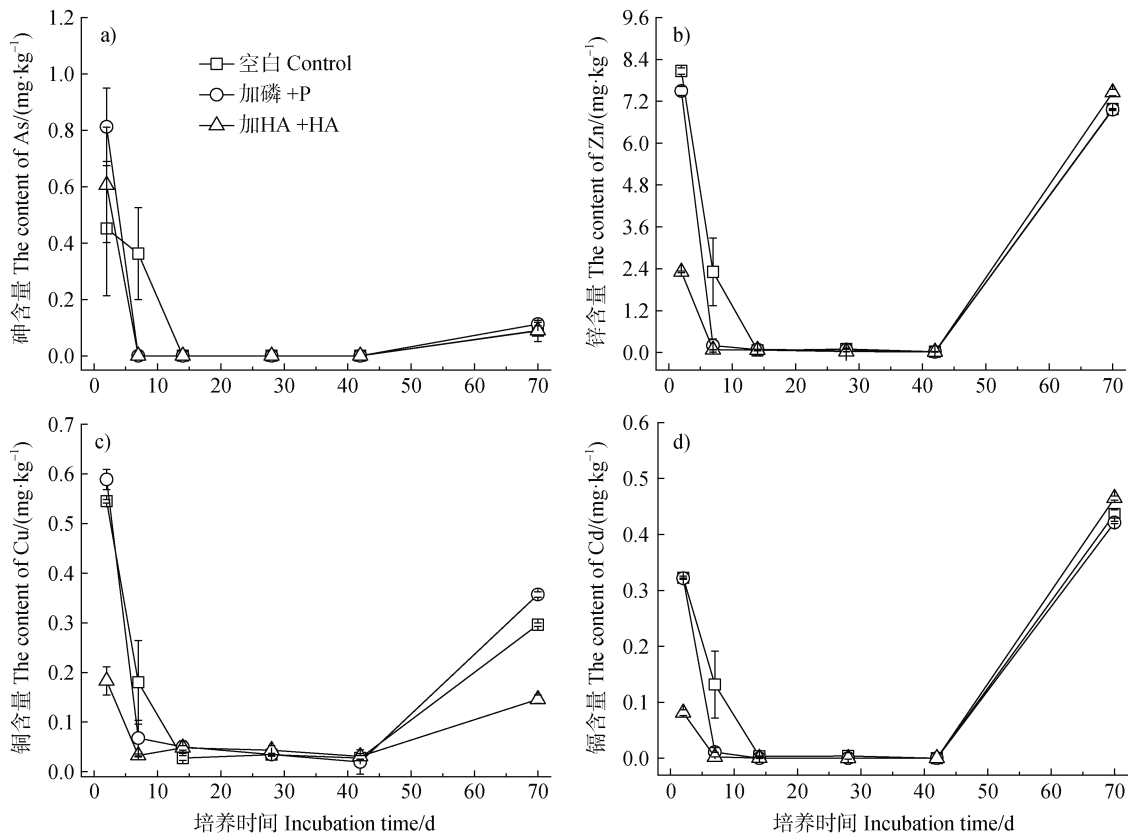 a)
空白 Control
加磷 +P
加HA +HA
砷含量 The content of As/(mg·kg⁻¹)
1.2
1.0
0.8
0.6
0.4
0.2
0.0
0 10 20 30 40 50 60 70
b)
锌含量 The content of Zn/(mg·kg⁻¹)
9.6
8.4
7.2
6.0
4.8
3.6
2.4
1.2
0.0
0 10 20 30 40 50 60 70
c)
铜含量 The content of Cu/(mg·kg⁻¹)
0.7
0.6
0.5
0.4
0.3
0.2
0.1
0.0
0 10 20 30 40 50 60 70
培养时间 Incubation time/d
d)
镉含量 The content of Cd/(mg·kg⁻¹)
0.6
0.5
0.4
0.3
0.2
0.1
0.0
0 10 20 30 40 50 60 70
培养时间 Incubation time/d